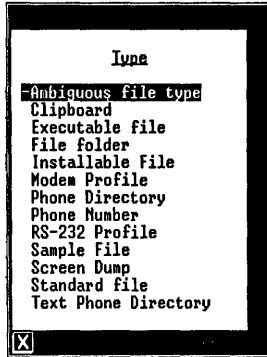 Type
-Ambiguous file type
Clipboard
Executable file
File folder
Installable File
Modem Profile
Phone Directory
Phone Number
RS-232 Profile
Sample File
Screen Dump
Standard file
Text Phone Directory
X